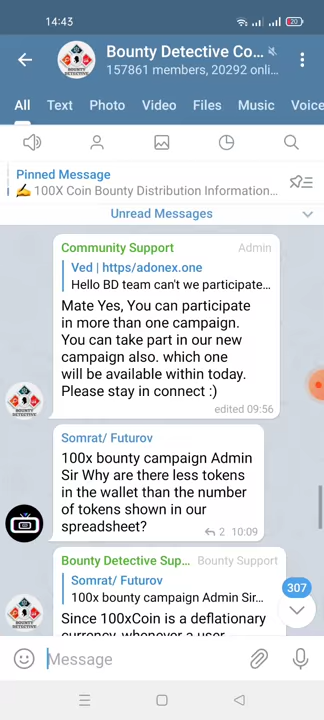 14:43
20
Bounty Detective Co...
157861 members, 20292 onli...
All Text Photo Video Files Music Voice
Pinned Message
✍️ 100X Coin Bounty Distribution Information...
Unread Messages
Community Support Admin
Ved | https/adonex.one
Hello BD team can't we participate...
Mate Yes, You can participate
in more than one campaign.
You can take part in our new
campaign also. which one
will be available within today.
Please stay in connect :)
edited 09:56
Somrat/ Futurov
100x bounty campaign Admin
Sir Why are there less tokens
in the wallet than the number
of tokens shown in our
spreadsheet?
2 10:09
Bounty Detective Sup... Bounty Support
Somrat/ Futurov
100x bounty campaign Admin Sir...
307
Since 100xCoin is a deflationary
currency, whenever a user
Message